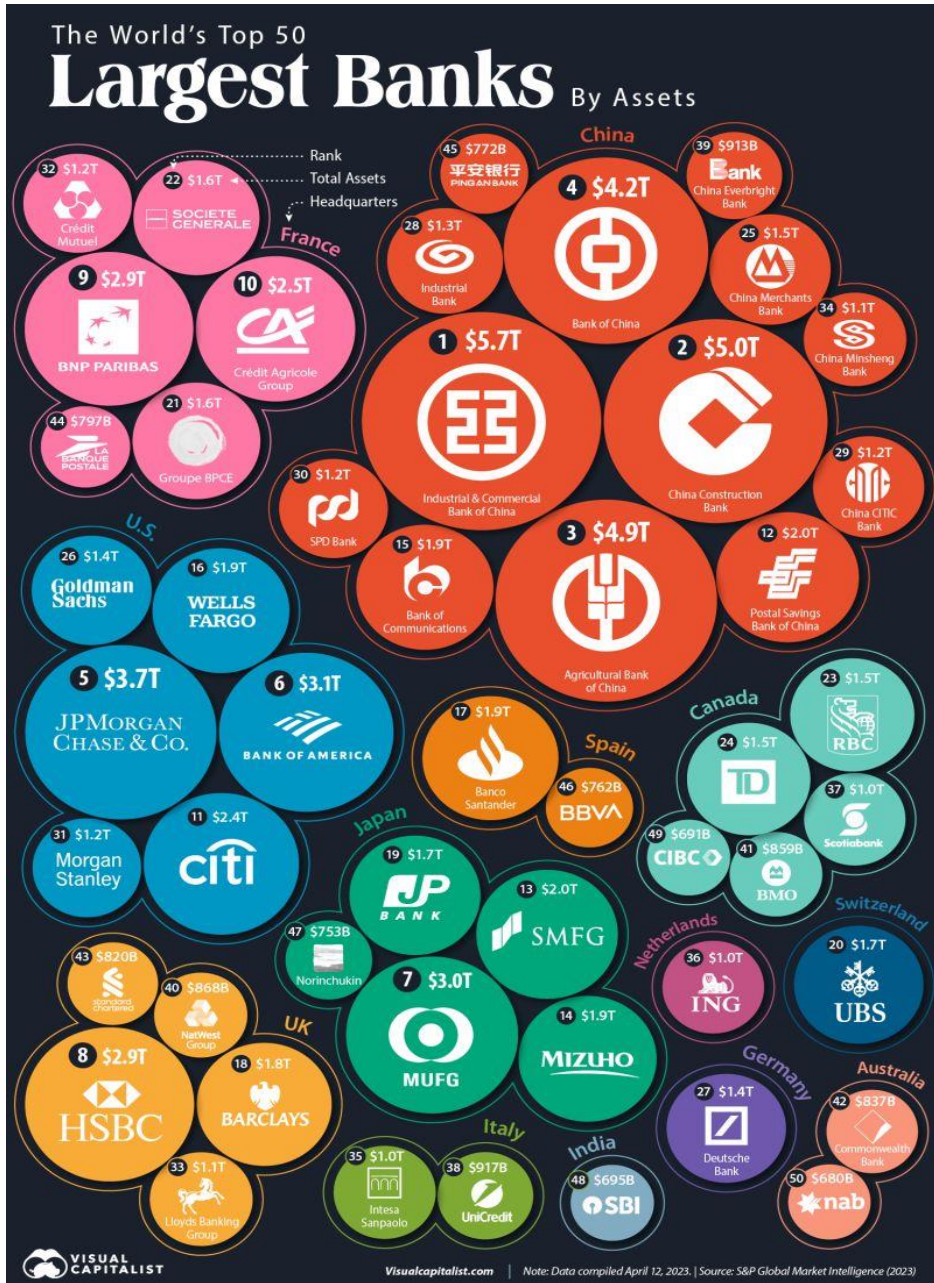 The World's Top 50
Largest Banks By Assets
Rank
Total Assets
Headquarters
France
32 $1.2T
Crédit
Mutuel
22 $1.6T
SOCIETE
GENERALE
9 $2.9T
BNP PARIBAS
10 $2.5T
CA
Crédit Agricole
Group
44 $797B
LA
BANQUE
POSTALE
21 $1.6T
Groupe BPCE
China
45 $772B
平安银行
PING AN BANK
4 $4.2T
Bank of China
39 $913B
Bank
China Everbright
Bank
28 $1.3T
Industrial
Bank
25 $1.5T
China Merchants
Bank
34 $1.1T
China Minsheng
Bank
1 $5.7T
Industrial & Commercial
Bank of China
2 $5.0T
China Construction
Bank
30 $1.2T
SPD Bank
29 $1.2T
China CITIC
Bank
15 $1.9T
Bank of
Communications
3 $4.9T
Agricultural Bank
of China
12 $2.0T
Postal Savings
Bank of China
U.S.
26 $1.4T
Goldman
Sachs
16 $1.9T
WELLS
FARGO
5 $3.7T
JPMORGAN
CHASE & CO.
6 $3.1T
BANK OF AMERICA
31 $1.2T
Morgan
Stanley
11 $2.4T
citi
Spain
17 $1.9T
Banco
Santander
46 $762B
BBVA
Canada
23 $1.5T
RBC
24 $1.5T
TD
37 $1.0T
Scotiabank
49 $691B
CIBC
41 $859B
BMO
Japan
19 $1.7T
JP
BANK
13 $2.0T
SMFG
47 $753B
Norinchukin
7 $3.0T
MUFG
14 $1.9T
MIZUHO
Netherlands
36 $1.0T
ING
Switzerland
20 $1.7T
UBS
UK
43 $820B
standard
chartered
40 $868B
NatWest
Group
8 $2.9T
HSBC
18 $1.8T
BARCLAYS
33 $1.1T
Lloyds Banking
Group
Italy
35 $1.0T
Intesa
Sanpaolo
38 $917B
UniCredit
India
48 $695B
SBI
Germany
27 $1.4T
Deutsche
Bank
Australia
42 $837B
Commonwealth
Bank
50 $680B
nab
VISUAL
CAPITALIST
Visualcapitalist.com | Note: Data compiled April 12, 2023. | Source: S&P Global Market Intelligence (2023)